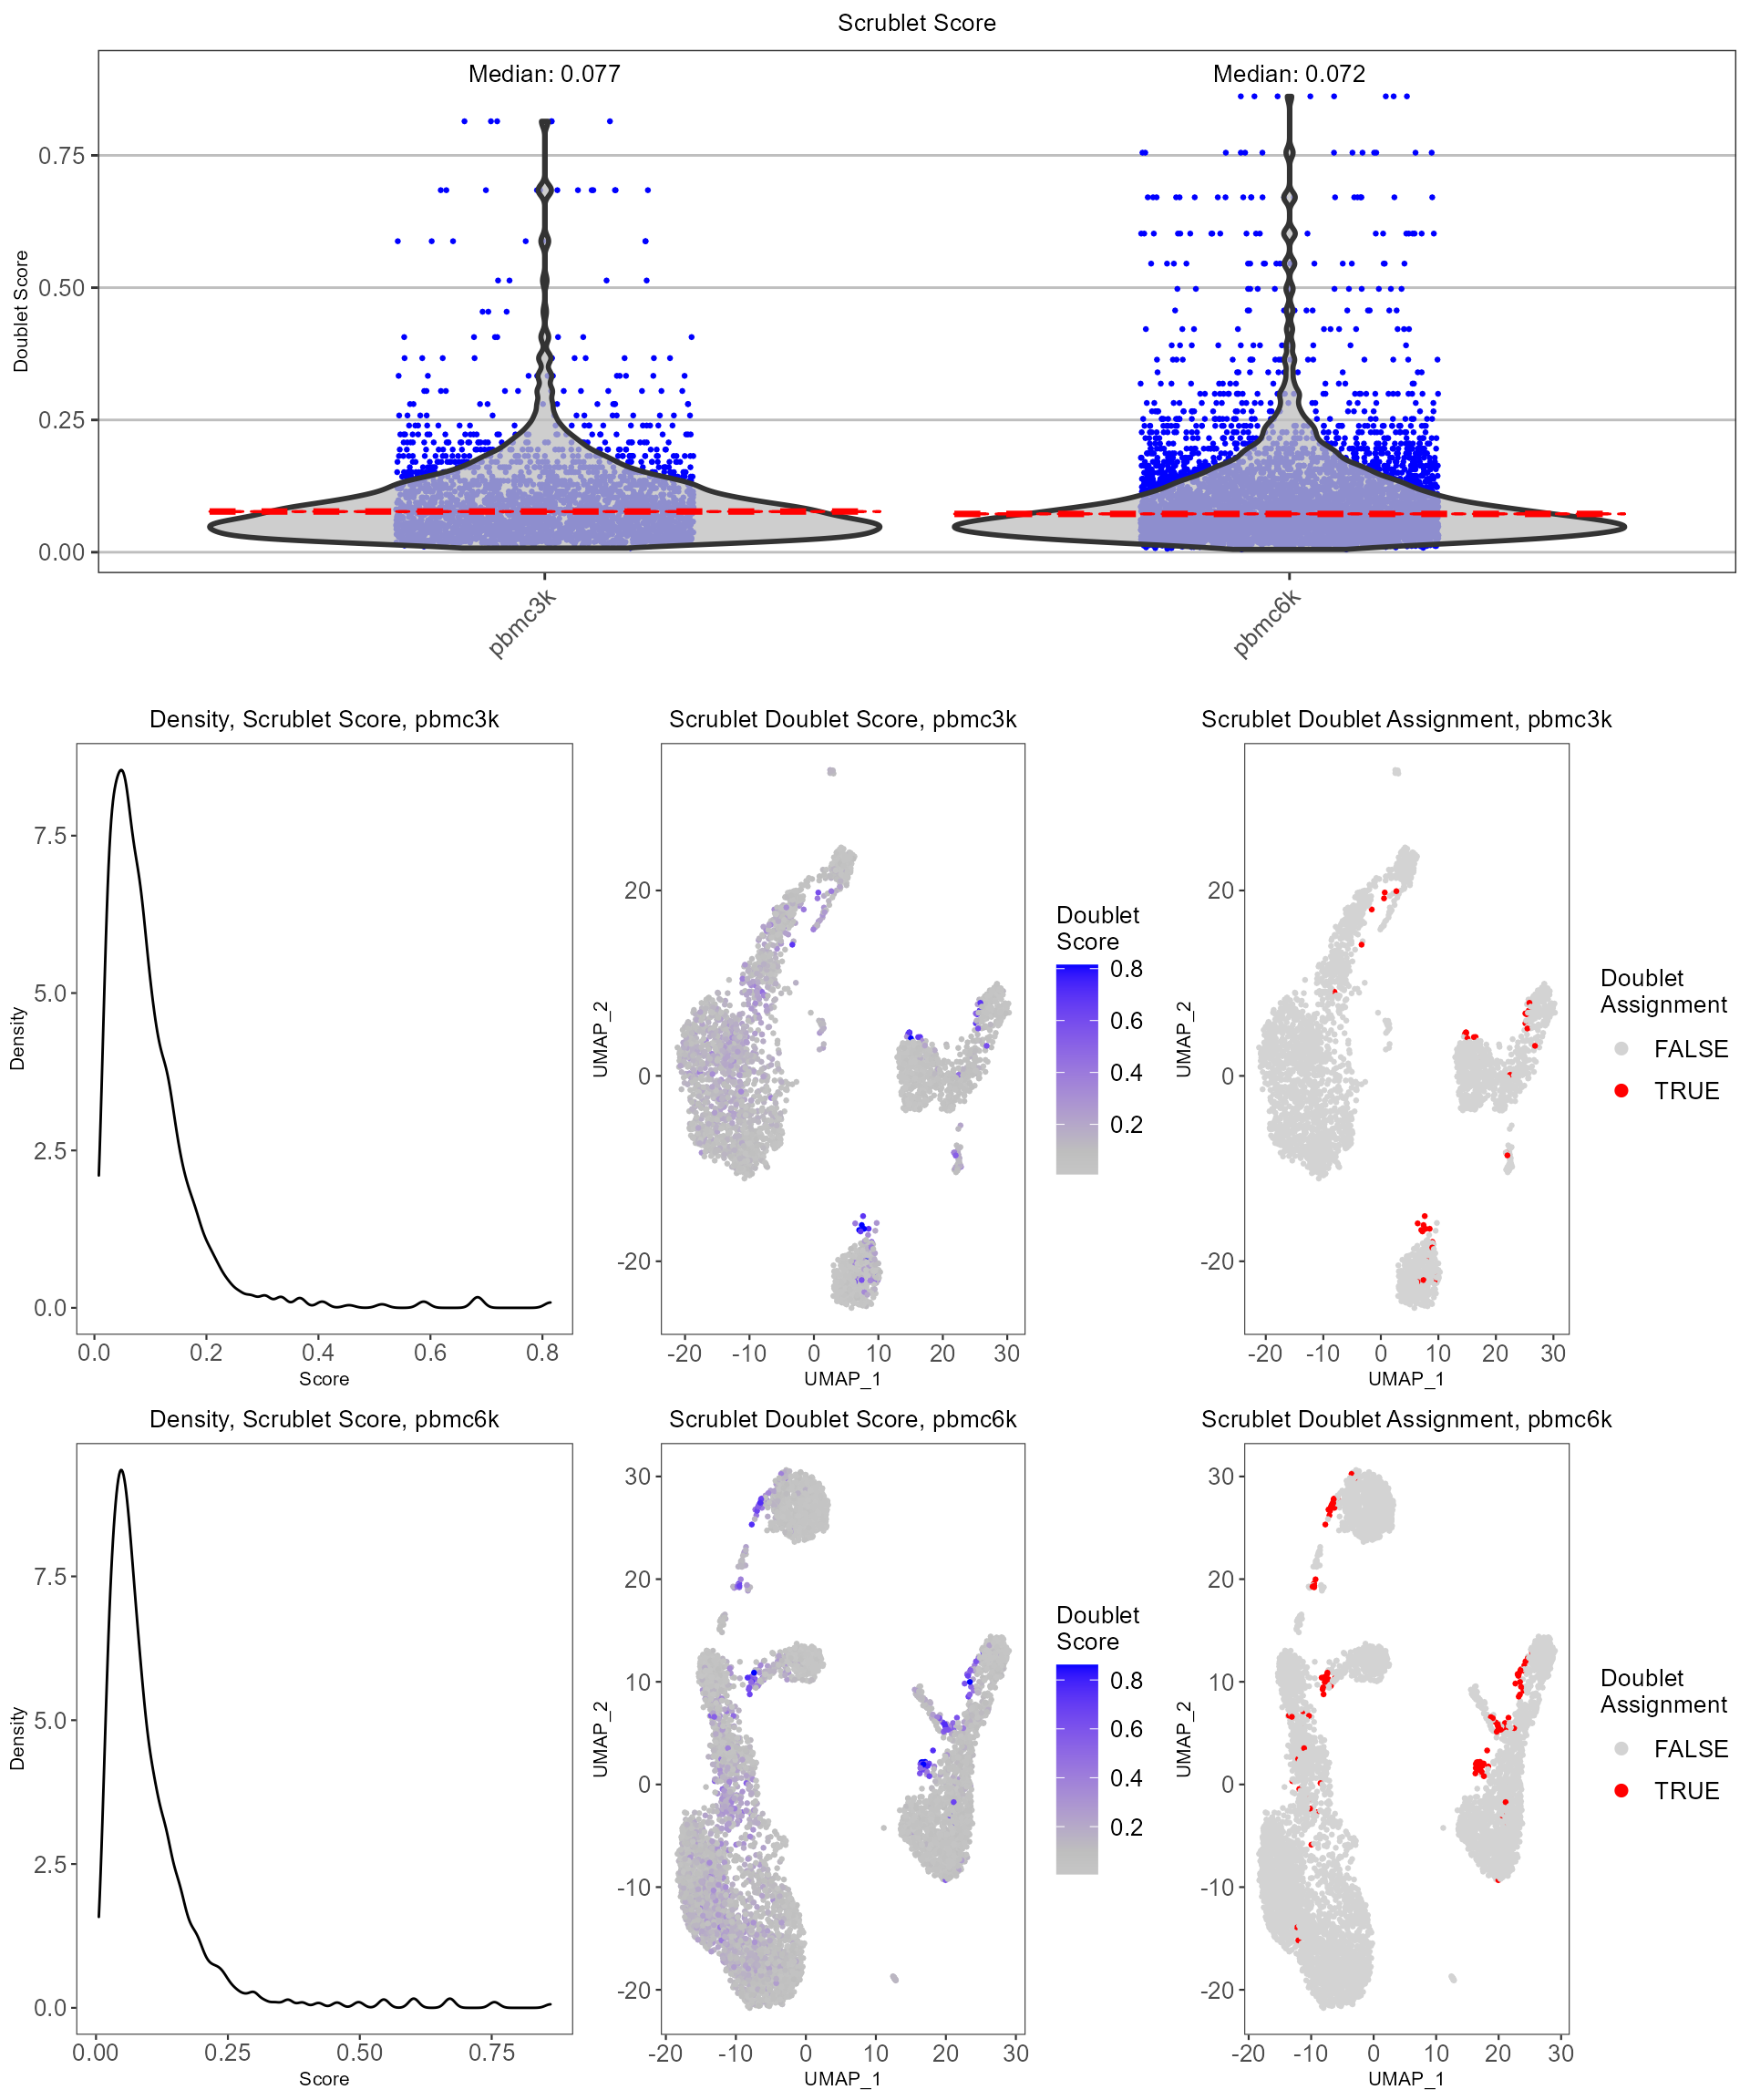 Scrublet Score
Median: 0.077
Median: 0.072
Doublet Score
0.75
0.50
0.25
0.00
pbmc3k
pbmc6k
Density, Scrublet Score, pbmc3k
Density
7.5
5.0
2.5
0.0
0.0 0.2 0.4 0.6 0.8
Score
Scrublet Doublet Score, pbmc3k
UMAP_2
20
0
-20
-20 -10 0 10 20 30
UMAP_1
Doublet
Score
0.8
0.6
0.4
0.2
Scrublet Doublet Assignment, pbmc3k
UMAP_2
20
0
-20
-20 -10 0 10 20 30
UMAP_1
Doublet
Assignment
FALSE
TRUE
Density, Scrublet Score, pbmc6k
Density
7.5
5.0
2.5
0.0
0.00 0.25 0.50 0.75
Score
Scrublet Doublet Score, pbmc6k
UMAP_2
30
20
10
0
-10
-20
-20 -10 0 10 20 30
UMAP_1
Doublet
Score
0.8
0.6
0.4
0.2
Scrublet Doublet Assignment, pbmc6k
UMAP_2
30
20
10
0
-10
-20
-20 -10 0 10 20 30
UMAP_1
Doublet
Assignment
FALSE
TRUE